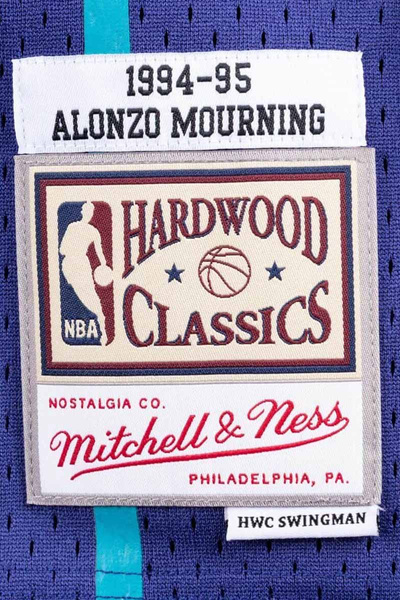 1994-95
ALONZO MOURNING
HARDWOOD
NBA
CLASSICS
NOSTALGIA CO.
Mitchell & Ness
PHILADELPHIA, PA.
HWC SWINGMAN